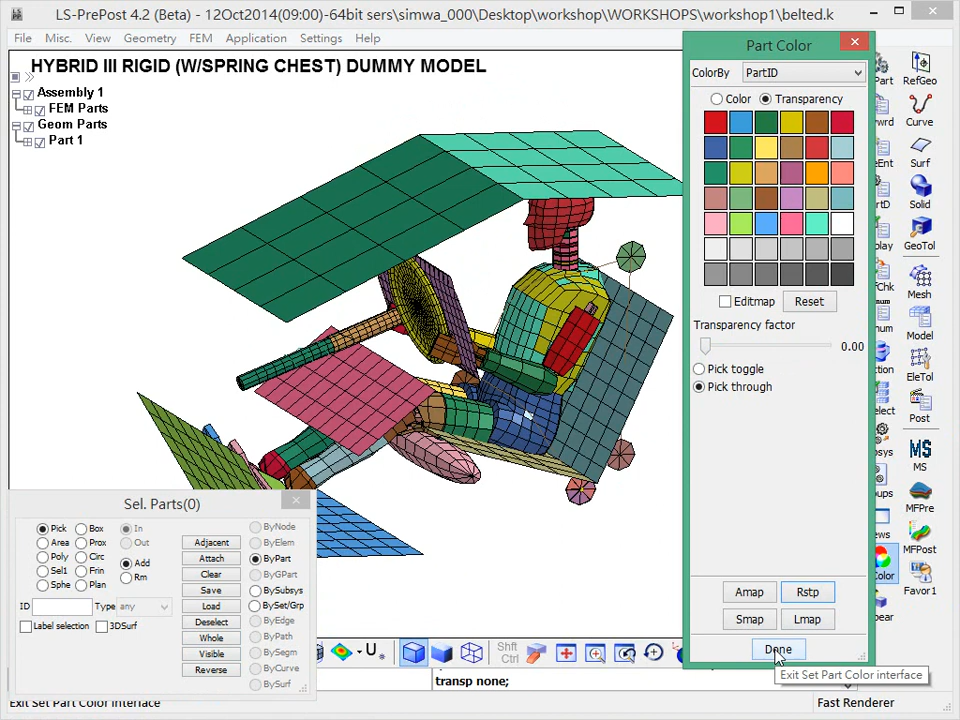 LS-PrePost 4.2 (Beta) - 12Oct2014(09:00)-64bit sers\simwa_000\Desktop\workshop\WORKSHOPS\workshop1\belted.k
File Misc. View Geometry FEM Application Settings Help
HYBRID III RIGID (W/SPRING CHEST) DUMMY MODEL
Assembly 1
FEM Parts
Geom Parts
Part 1
Part Color
ColorBy PartID
Color Transparency
Editmap Reset
Transparency factor
0.00
Pick toggle
Pick through
Amap Rstp
Smap Lmap
Done
Exit Set Part Color interface
RefGeo
Curve
Surf
Solid
GeoTol
Mesh
Model
EleTol
Post
MS
MFPre
MFPost
Favor1
Part
Color
Sel. Parts(0)
Pick Box In
Area Prox Out
Poly Circ
Sel1 Frin Add
Sphe Plan Rm
ID Type any
Label selection 3DSurf
Adjacent
Attach
Clear
Save
Load
Deselect
Whole
Visible
Reverse
ByNode
ByElem
ByPart
ByGPart
BySubsys
BySet/Grp
ByEdge
ByPath
BySegm
ByCurve
BySurf
Shft
Ctrl
transp none;
Exit Set Part Color interface
Fast Renderer